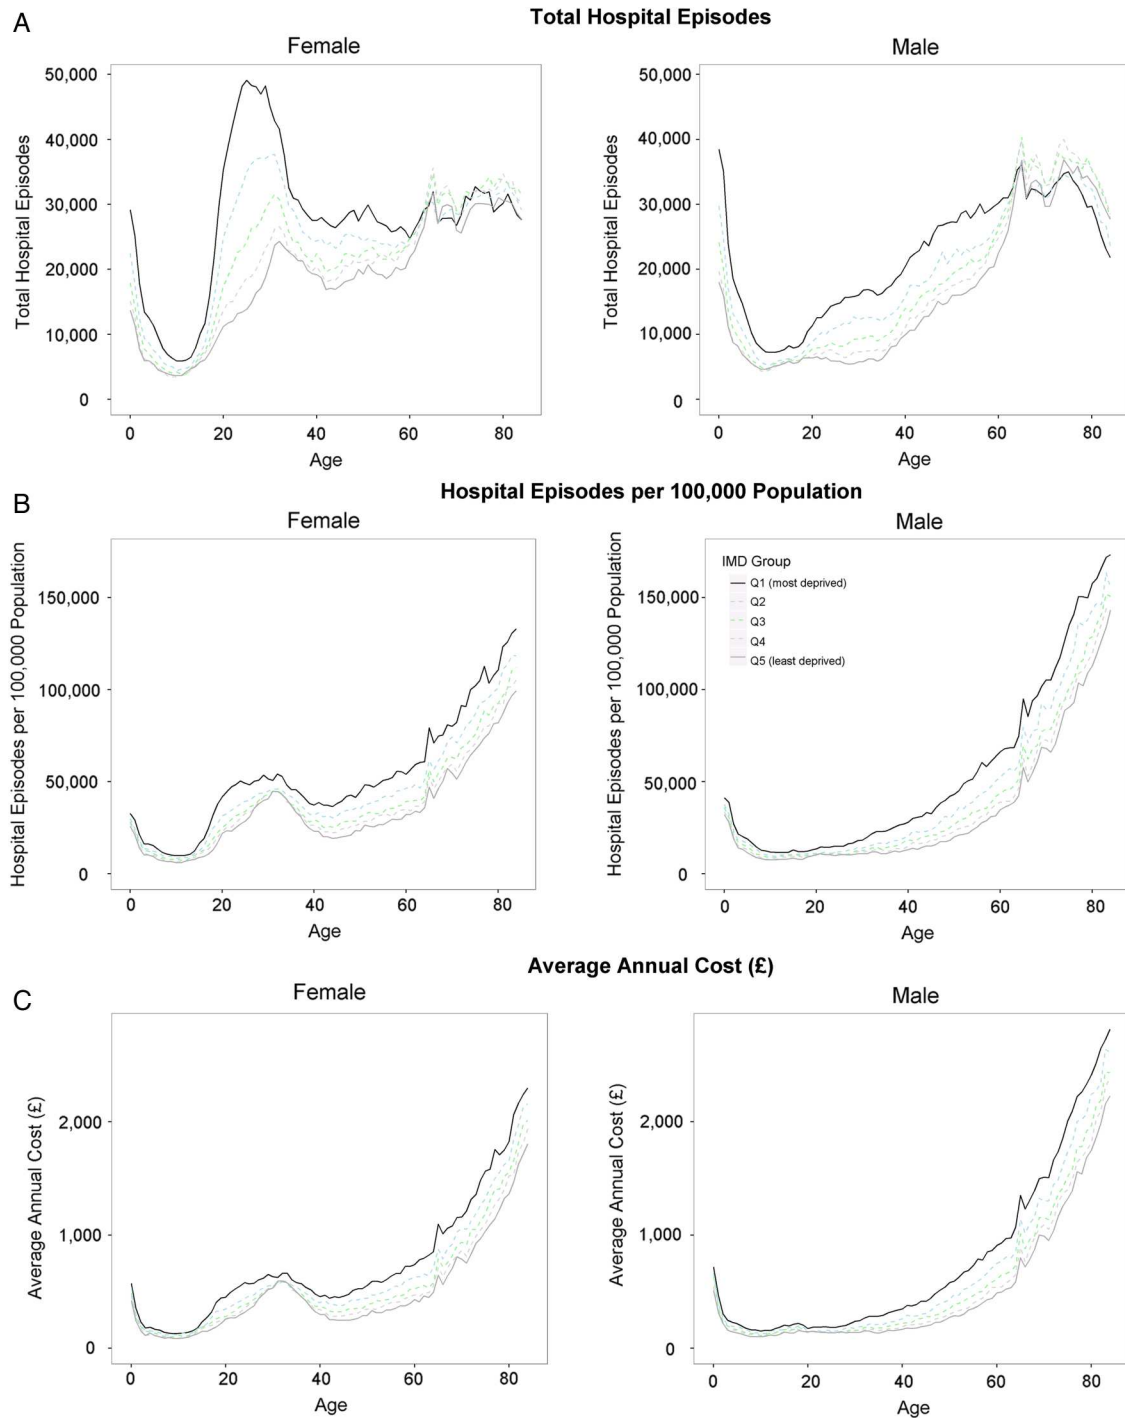 A
Total Hospital Episodes
Female
Male
Total Hospital Episodes
50,000
40,000
30,000
20,000
10,000
0
0 20 40 60 80
Age
Total Hospital Episodes
50,000
40,000
30,000
20,000
10,000
0
0 20 40 60 80
Age
B
Hospital Episodes per 100,000 Population
Female
Male
Hospital Episodes per 100,000 Population
150,000
100,000
50,000
0
0 20 40 60 80
Age
Hospital Episodes per 100,000 Population
150,000
100,000
50,000
0
IMD Group
Q1 (most deprived)
Q2
Q3
Q4
Q5 (least deprived)
0 20 40 60 80
Age
C
Average Annual Cost (£)
Female
Male
Average Annual Cost (£)
2,000
1,000
0
0 20 40 60 80
Age
Average Annual Cost (£)
2,000
1,000
0
0 20 40 60 80
Age